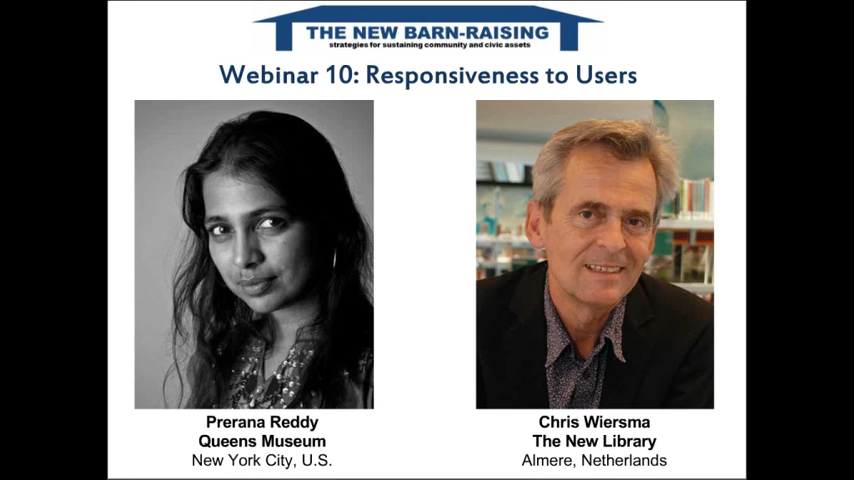 THE NEW BARN-RAISING
strategies for sustaining community and civic assets
Webinar 10: Responsiveness to Users
Prerana Reddy
Queens Museum
New York City, U.S.
Chris Wiersma
The New Library
Almere, Netherlands